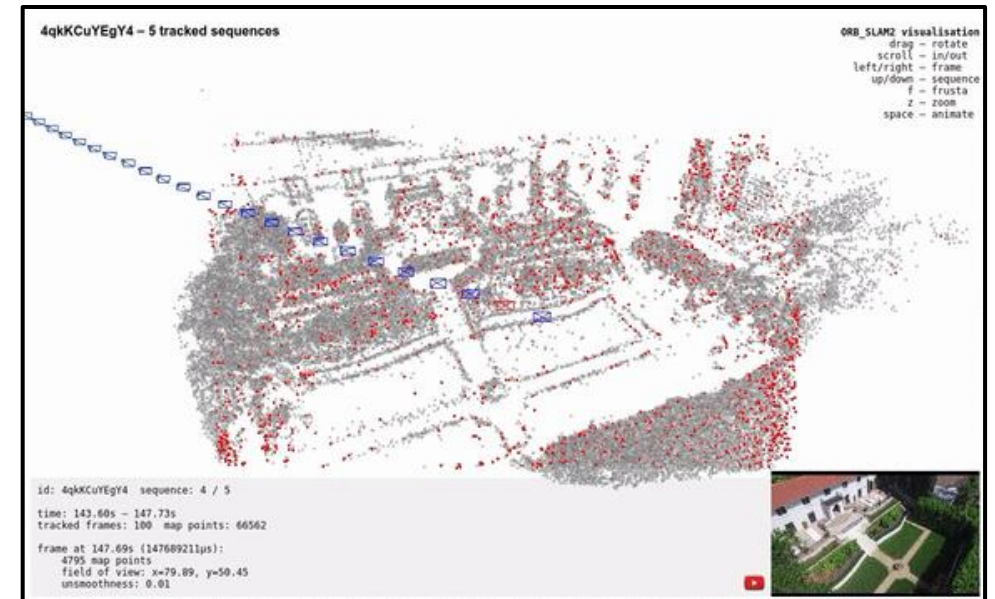 4qkKCuYEgY4 – 5 tracked sequences
ORB_SLAM2 visualisation
drag – rotate
scroll – in/out
left/right – frame
up/down – sequence
f – frusta
z – zoom
space – animate
id: 4qkKCuYEgY4 sequence: 4 / 5
time: 143.60s – 147.73s
tracked frames: 100 map points: 66562
frame at 147.69s (147689211µs):
4795 map points
field of view: x=79.89, y=50.45
unsmoothness: 0.01